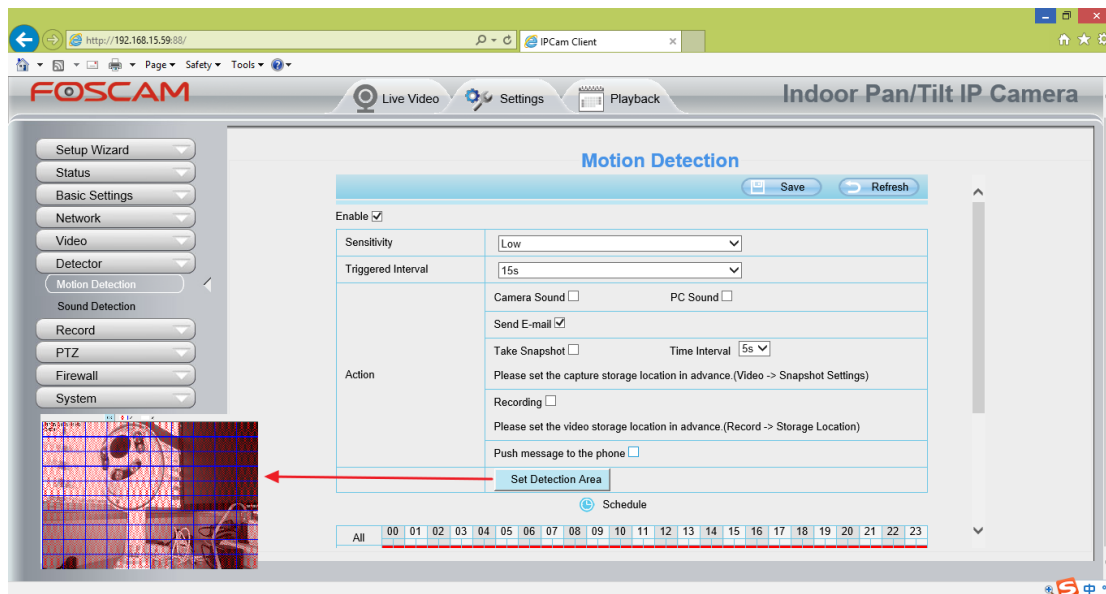 http://192.168.15.59:88/
IPCam Client
Page Safety Tools
FOSCAM
Live Video
Settings
Playback
Indoor Pan/Tilt IP Camera
Setup Wizard
Status
Basic Settings
Network
Video
Detector
Motion Detection
Sound Detection
Record
PTZ
Firewall
System
Motion Detection
Save Refresh
Enable
Sensitivity Low
Triggered Interval 15s
Action
Camera Sound PC Sound
Send E-mail
Take Snapshot Time Interval 5s
Please set the capture storage location in advance.(Video -> Snapshot Settings)
Recording
Please set the video storage location in advance.(Record -> Storage Location)
Push message to the phone
Set Detection Area
Schedule
All 00 01 02 03 04 05 06 07 08 09 10 11 12 13 14 15 16 17 18 19 20 21 22 23
S 中